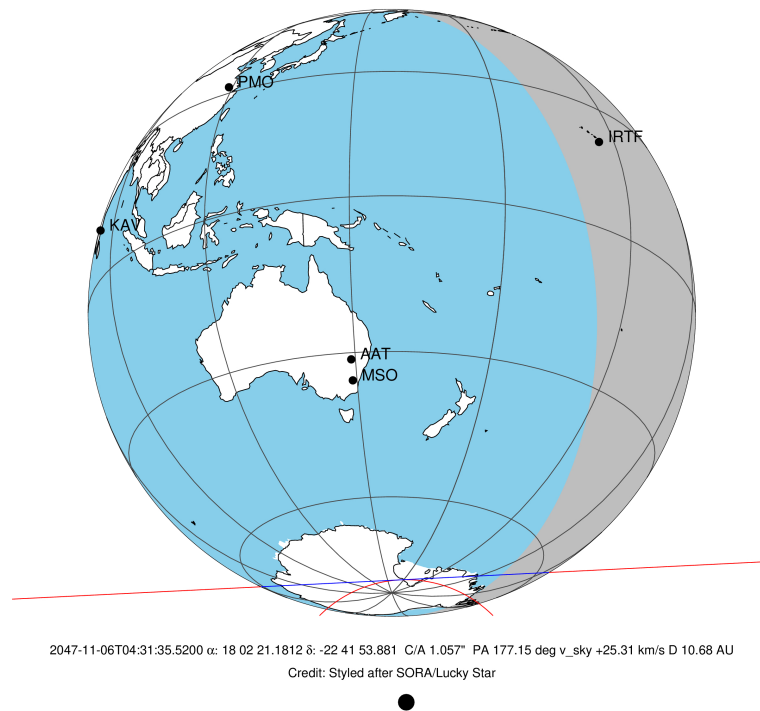 PMO
IRTF
KAV
AAT
MSO
2047-11-06T04:31:35.5200 α: 18 02 21.1812 δ: -22 41 53.881 C/A 1.057" PA 177.15 deg v_sky +25.31 km/s D 10.68 AU
Credit: Styled after SORA/Lucky Star